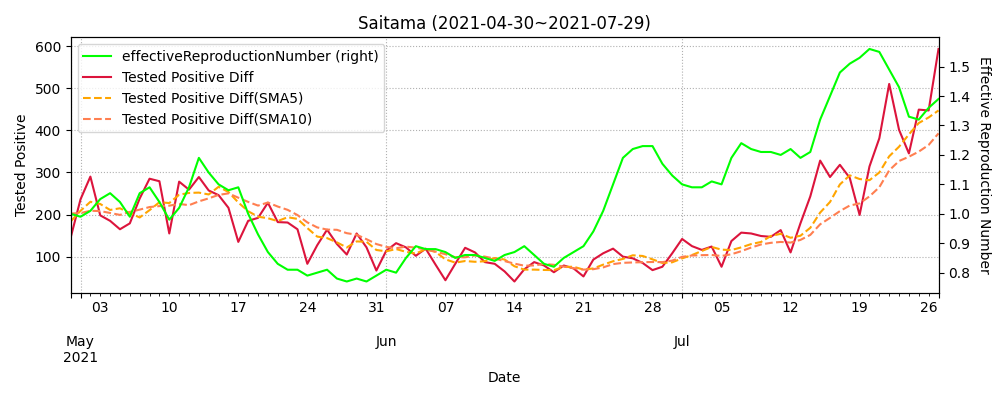 Saitama (2021-04-30~2021-07-29)
effectiveReproductionNumber (right)
Tested Positive Diff
Tested Positive Diff(SMA5)
Tested Positive Diff(SMA10)
Tested Positive
600
500
400
300
200
100
Effective Reproduction Number
1.5
1.4
1.3
1.2
1.1
1.0
0.9
0.8
03 10 17 24 31 07 14 21 28 05 12 19 26
May Jun Jul
2021
Date